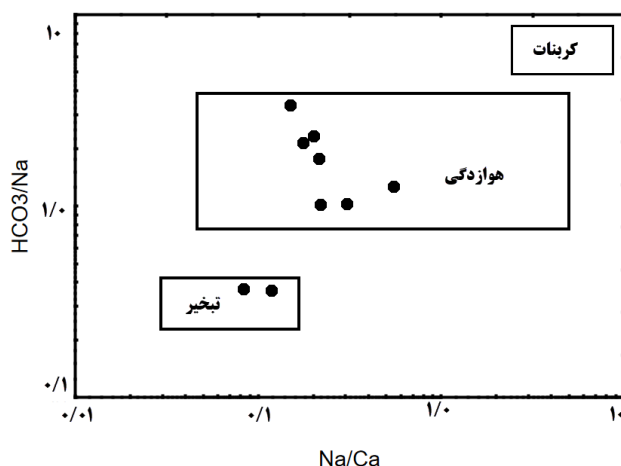 ۱۰
کربنات
هوازدگی
HCO3/Na
۱/۰
تبخیر
۰/۱
۰/۰۱
۰/۱
۱/۰
۱۰
Na/Ca